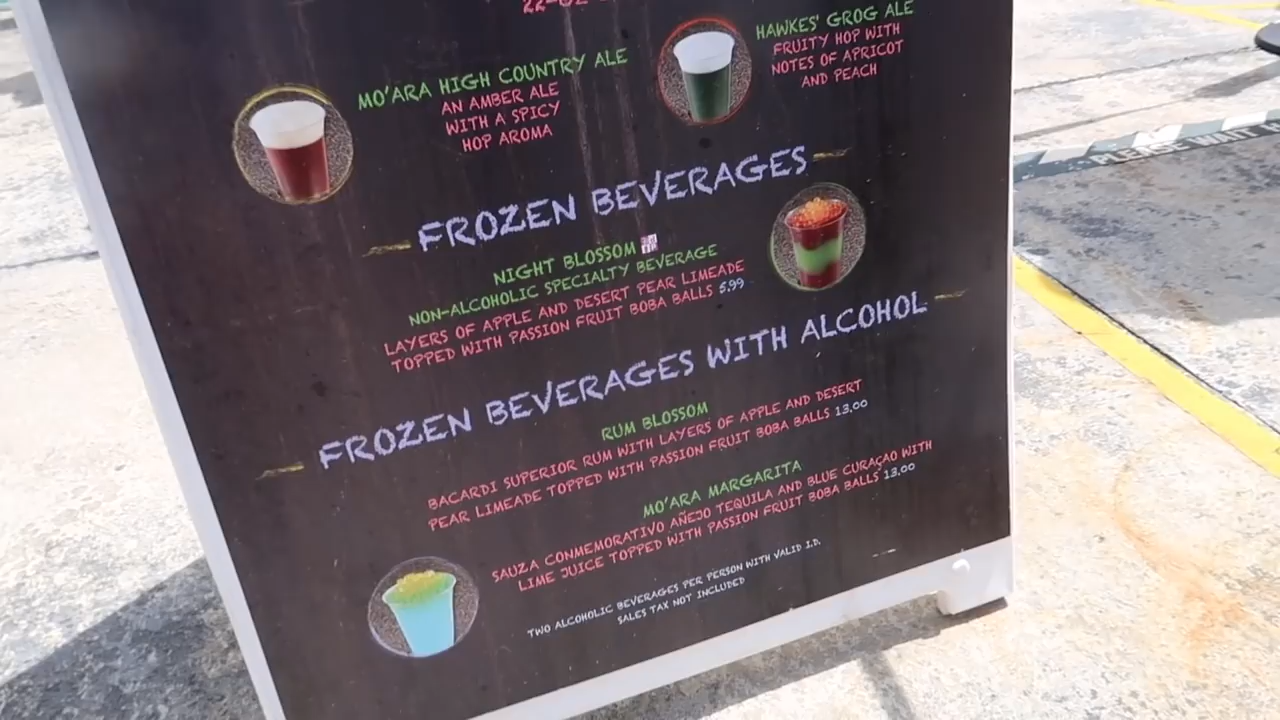 MO'ARA HIGH COUNTRY ALE
AN AMBER ALE
WITH A SPICY
HOP AROMA
HAWKES' GROG ALE
FRUITY HOP WITH
NOTES OF APRICOT
AND PEACH
FROZEN BEVERAGES
NIGHT BLOSSOM
NON-ALCOHOLIC SPECIALTY BEVERAGE
LAYERS OF APPLE AND DESERT PEAR LIMEADE
TOPPED WITH PASSION FRUIT BOBA BALLS 5.99
FROZEN BEVERAGES WITH ALCOHOL
RUM BLOSSOM
BACARDI SUPERIOR RUM WITH LAYERS OF APPLE AND DESERT
PEAR LIMEADE TOPPED WITH PASSION FRUIT BOBA BALLS 13.00
MO'ARA MARGARITA
SAUZA CONMEMORATIVO AÑEJO TEQUILA AND BLUE CURAÇAO WITH
LIME JUICE TOPPED WITH PASSION FRUIT BOBA BALLS 13.00
TWO ALCOHOLIC BEVERAGES PER PERSON WITH VALID I.D.
SALES TAX NOT INCLUDED
PLEASE WAIT